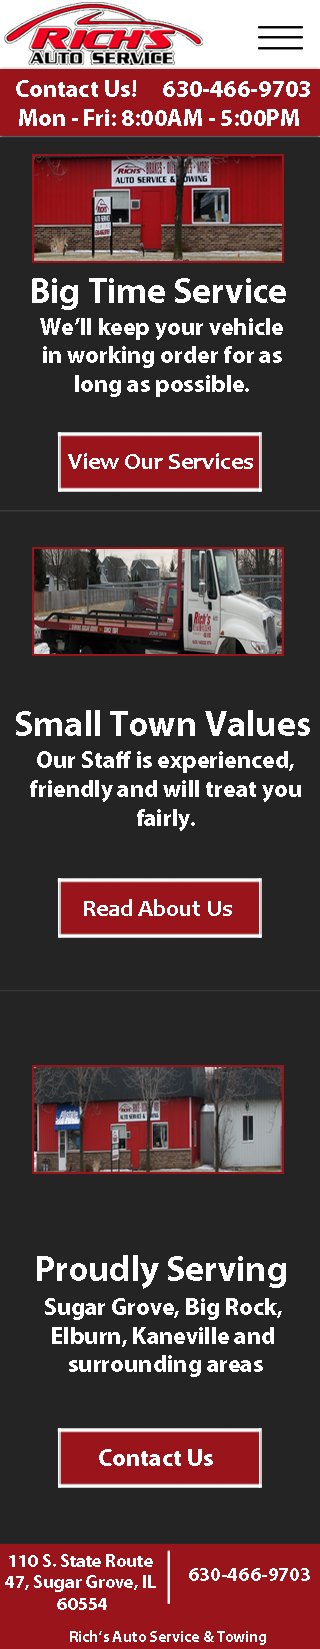 RICH'S
AUTO SERVICE
Contact Us! 630-466-9703
Mon - Fri: 8:00AM - 5:00PM
RICH'S
AUTO SERVICE & TOWING
Big Time Service
We'll keep your vehicle
in working order for as
long as possible.
View Our Services
Rich's
Small Town Values
Our Staff is experienced,
friendly and will treat you
fairly.
Read About Us
Proudly Serving
Sugar Grove, Big Rock,
Elburn, Kaneville and
surrounding areas
Contact Us
110 S. State Route
47, Sugar Grove, IL
60554
630-466-9703
Rich's Auto Service & Towing